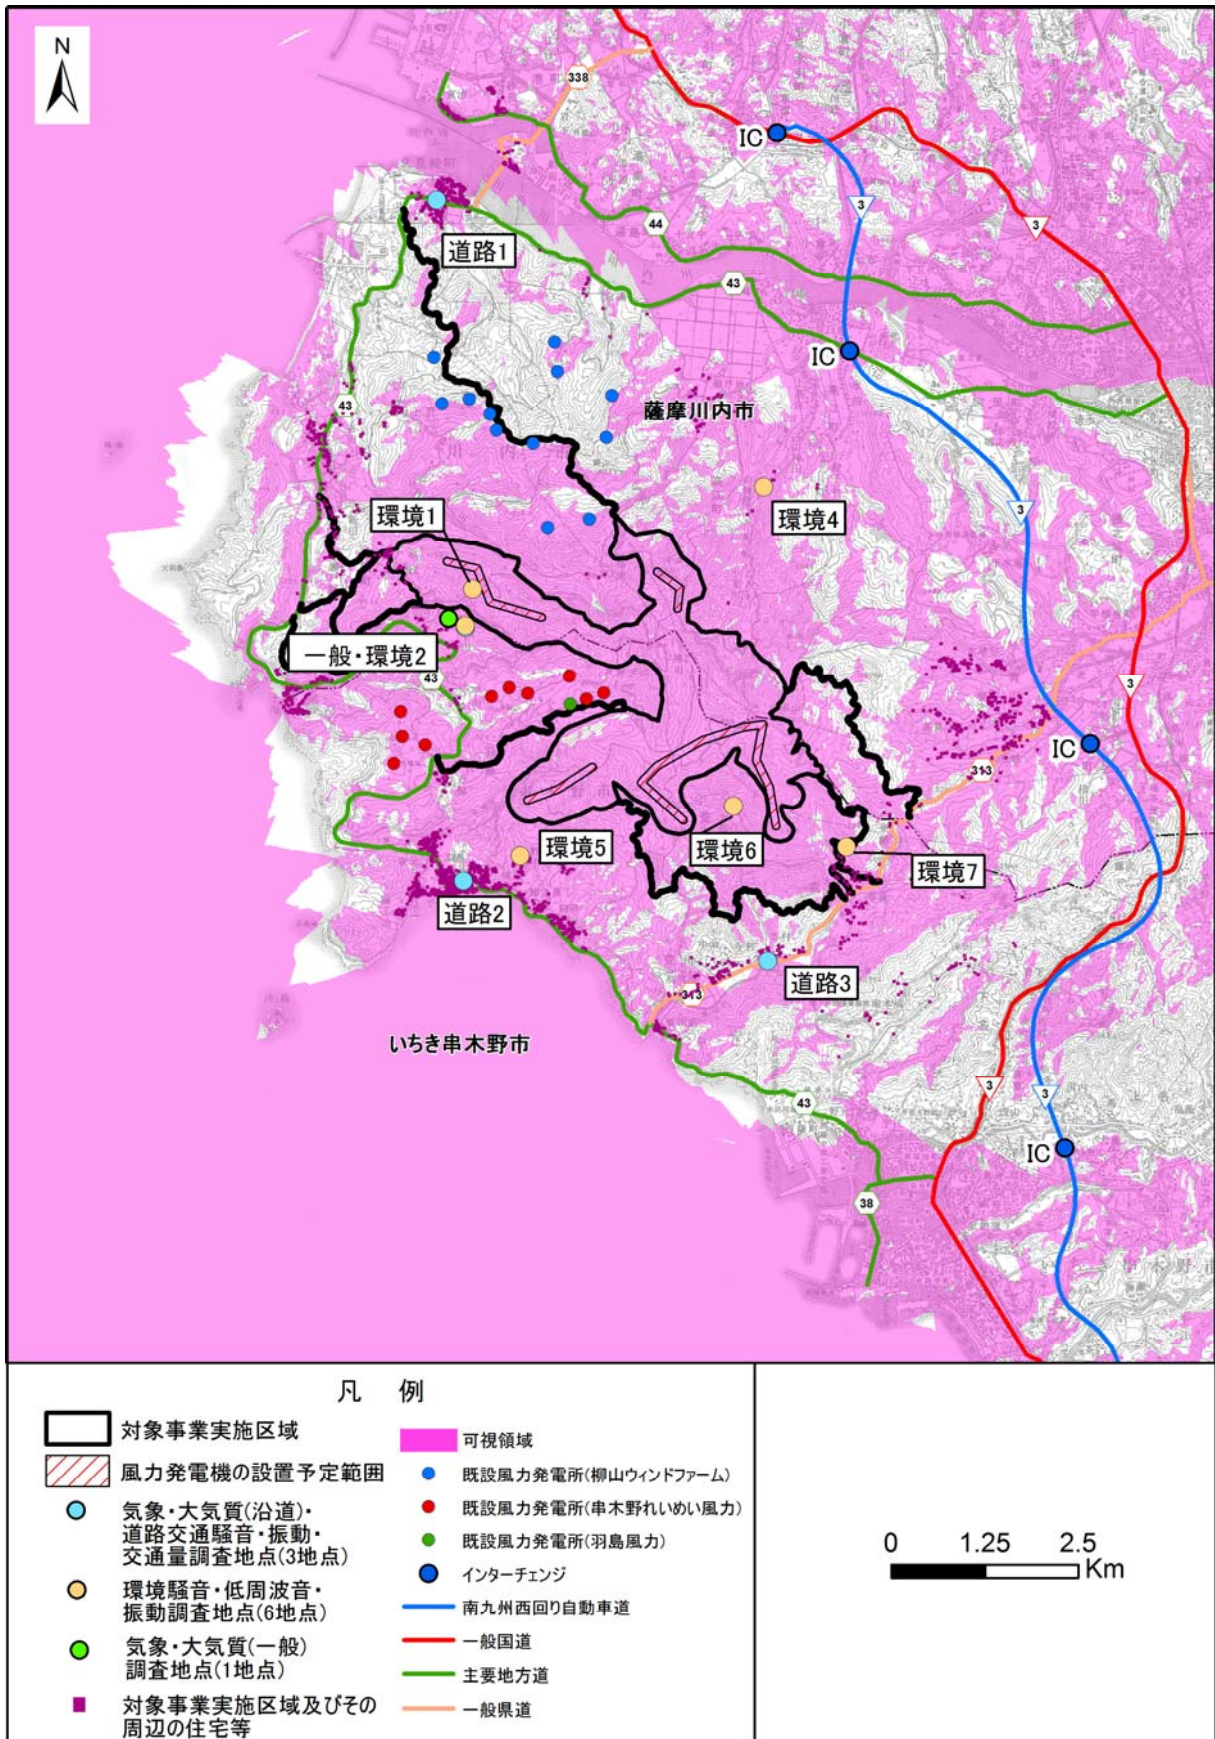 N
338
IC
3
3
道路1
44
43
IC
43
薩摩川内市
環境1
環境4
3
一般・環境2
43
3
IC
313
環境5
環境6
環境7
道路2
道路3
313
いちき串木野市
3
3
43
IC
38
凡 例
対象事業実施区域
風力発電機の設置予定範囲
気象・大気質(沿道)・
道路交通騒音・振動・
交通量調査地点(3地点)
環境騒音・低周波音・
振動調査地点(6地点)
気象・大気質(一般)
調査地点(1地点)
対象事業実施区域及びその
周辺の住宅等
可視領域
既設風力発電所(柳山ウィンドファーム)
既設風力発電所(串木野れいめい風力)
既設風力発電所(羽島風力)
インターチェンジ
南九州西回り自動車道
一般国道
主要地方道
一般県道
0 1.25 2.5
Km